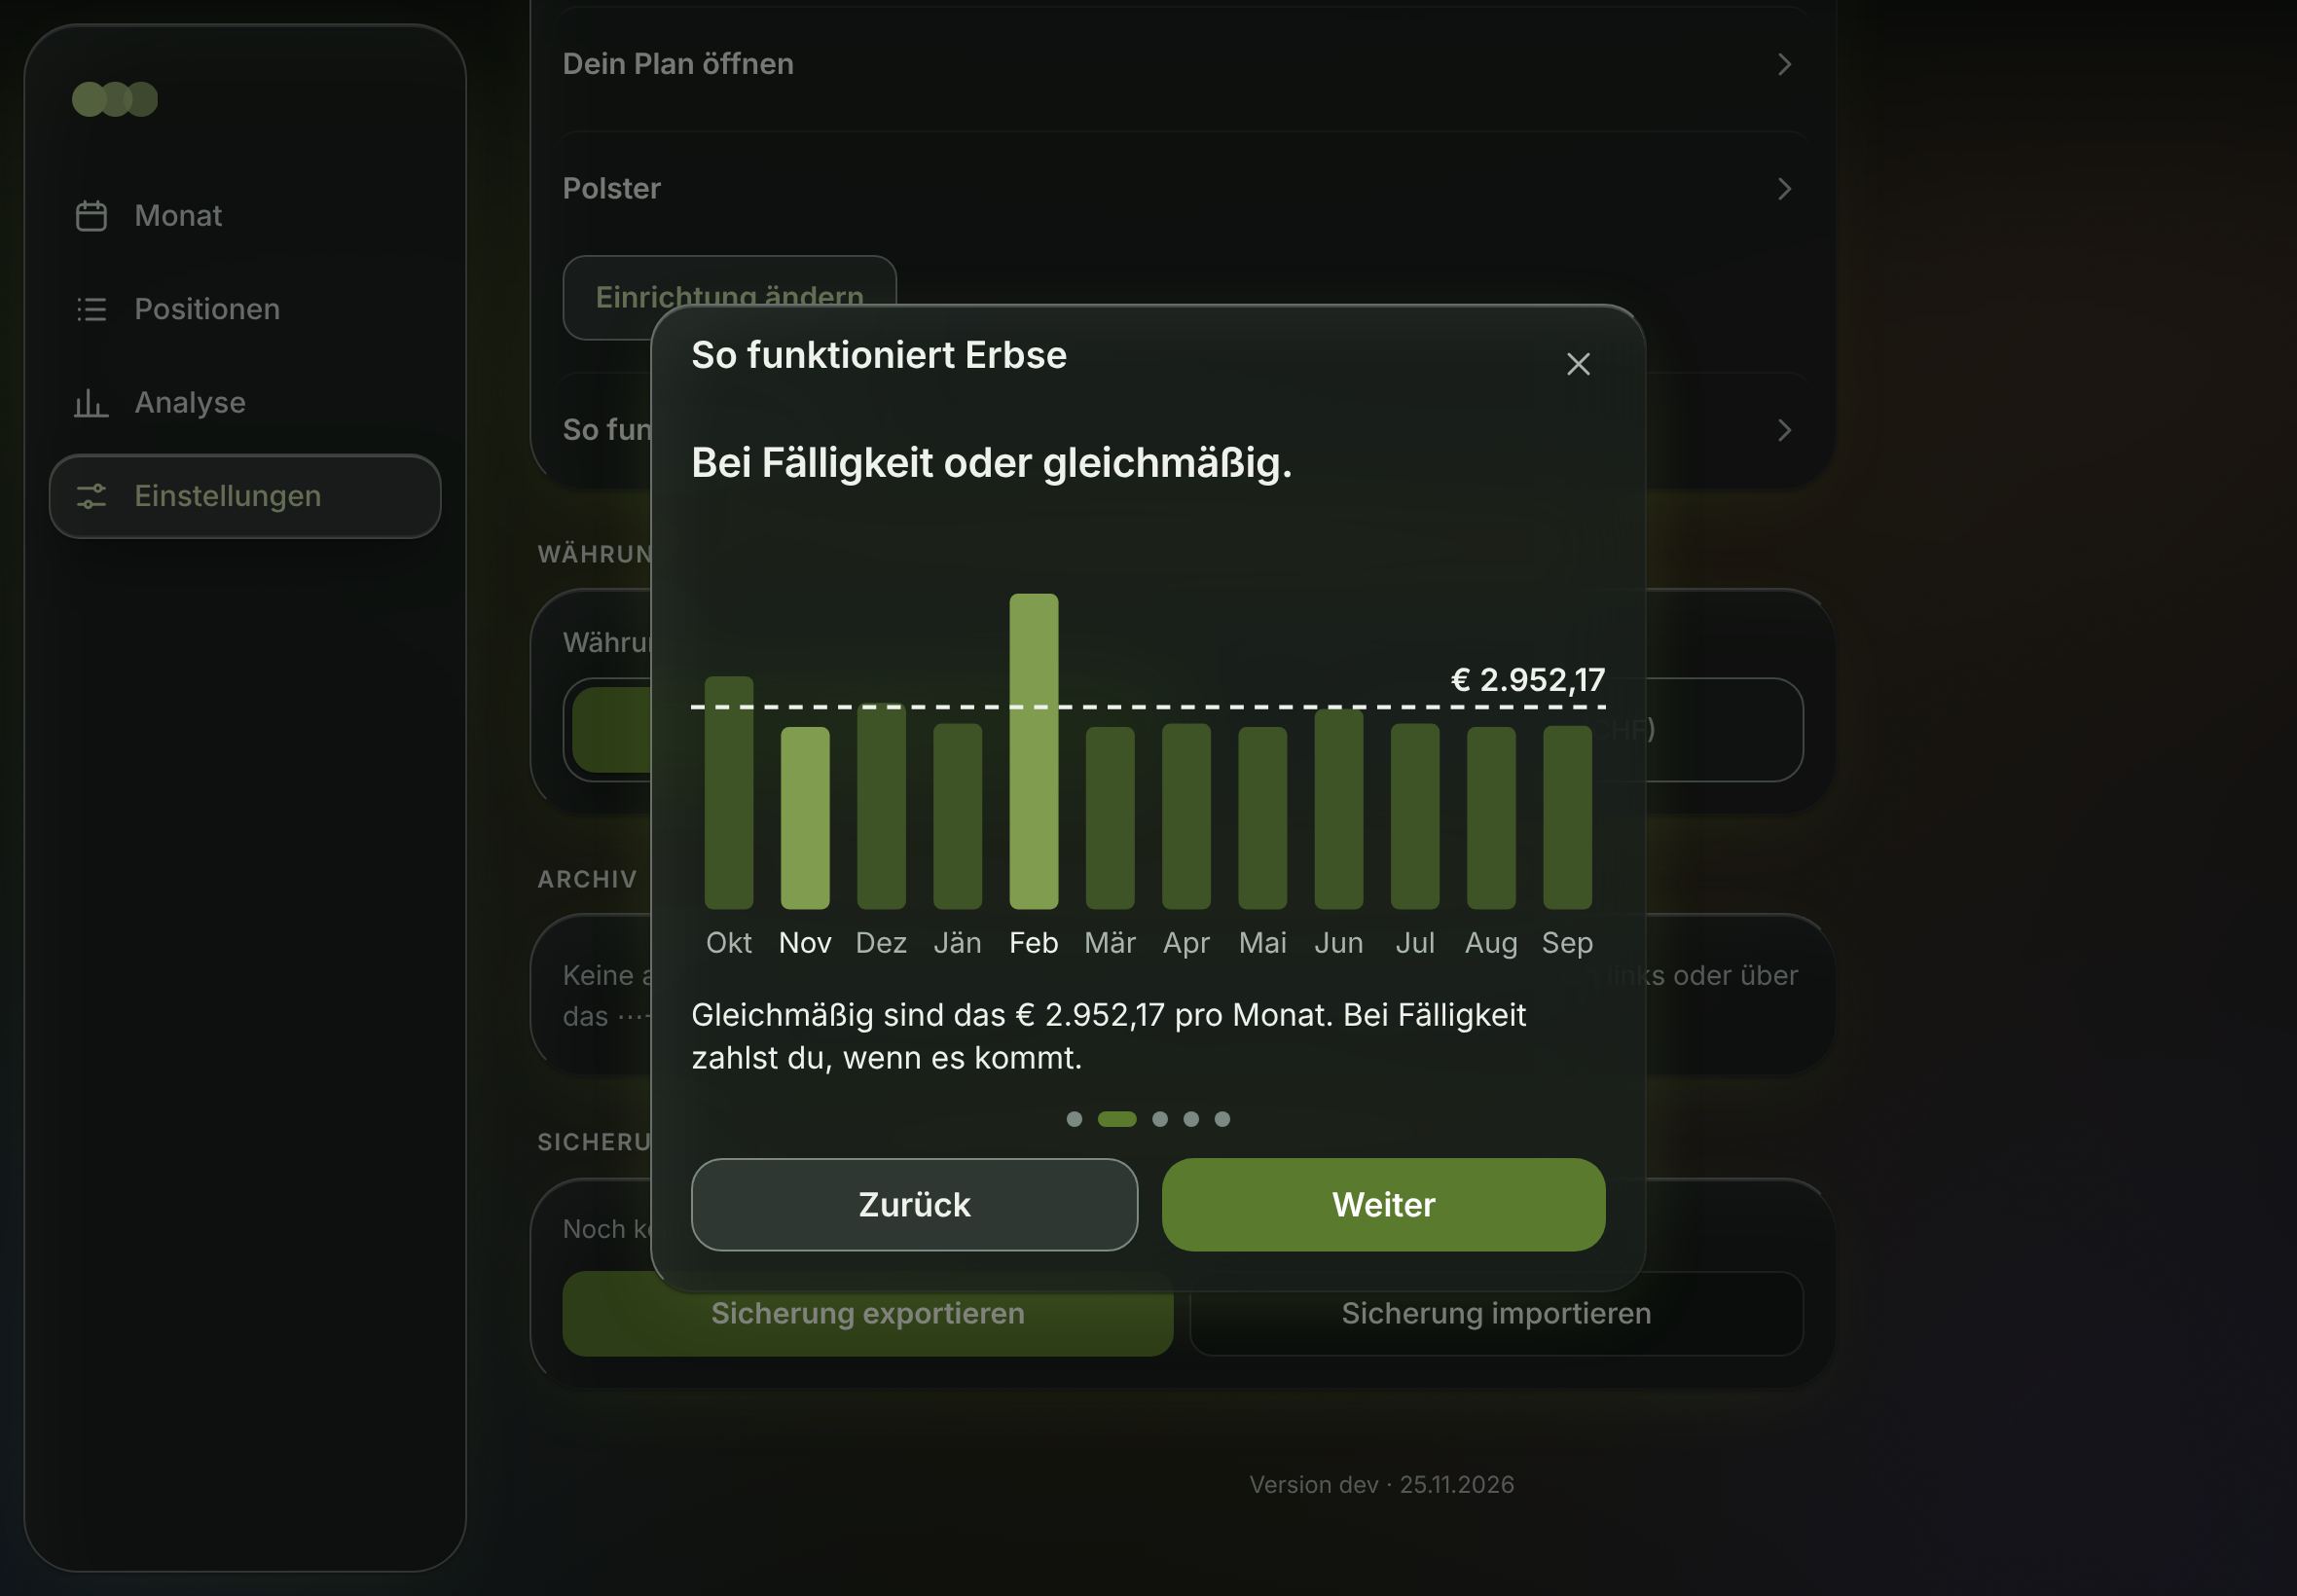 Monat
Positionen
Analyse
Einstellungen
Dein Plan öffnen
Polster
Einrichtung ändern
So fun
WÄHRUN
Währu
CHF)
ARCHIV
Keine a
links oder über
das ···
SICHERU
Noch k
Sicherung exportieren
Sicherung importieren
Version dev · 25.11.2026
So funktioniert Erbse
Bei Fälligkeit oder gleichmäßig.
€ 2.952,17
Okt Nov Dez Jän Feb Mär Apr Mai Jun Jul Aug Sep
Gleichmäßig sind das € 2.952,17 pro Monat. Bei Fälligkeit
zahlst du, wenn es kommt.
Zurück
Weiter